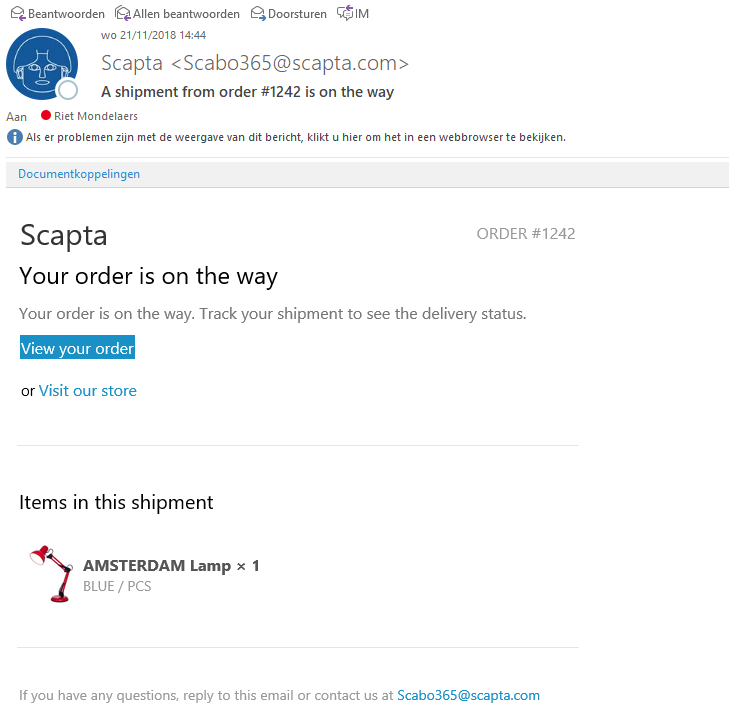 Beantwoorden Allen beantwoorden Doorsturen IM
wo 21/11/2018 14:44
Scapta <Scabo365@scapta.com>
A shipment from order #1242 is on the way
Aan Riet Mondelaers
Als er problemen zijn met de weergave van dit bericht, klikt u hier om het in een webbrowser te bekijken.
Documentkoppelingen
Scapta ORDER #1242
Your order is on the way
Your order is on the way. Track your shipment to see the delivery status.
View your order
or Visit our store
Items in this shipment
AMSTERDAM Lamp × 1
BLUE / PCS
If you have any questions, reply to this email or contact us at Scabo365@scapta.com